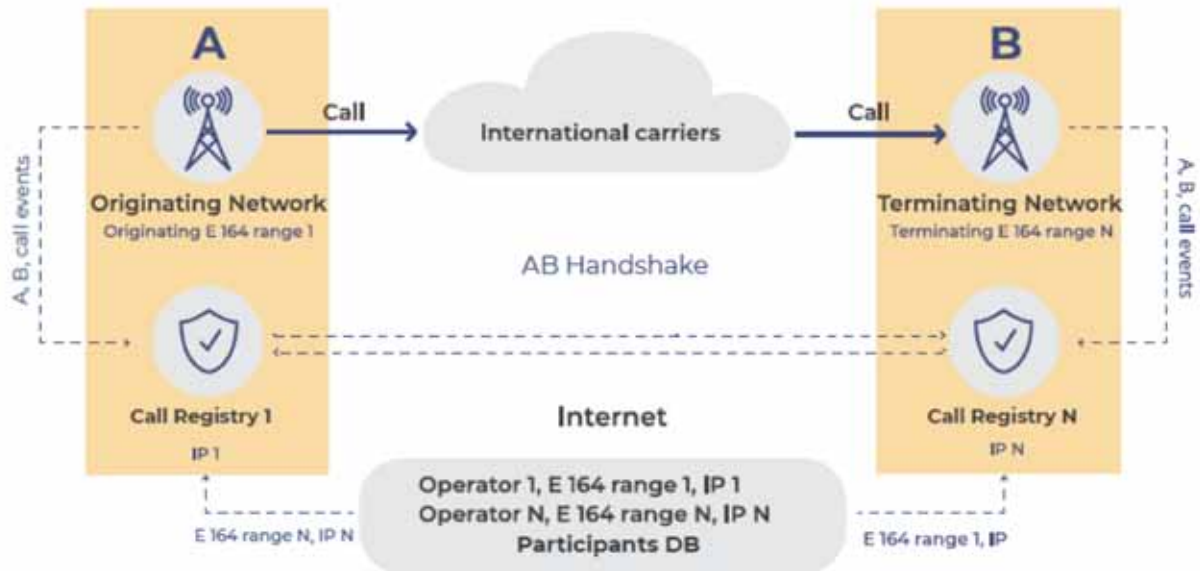 A
B
Call
Call
International carriers
Originating Network
Originating E 164 range 1
Terminating Network
Terminating E 164 range N
A, B, call events
A, B, call events
AB Handshake
Call Registry 1
IP 1
Call Registry N
IP N
Internet
Operator 1, E 164 range 1, IP 1
Operator N, E 164 range N, IP N
Participants DB
E 164 range N, IP N
E 164 range 1, IP